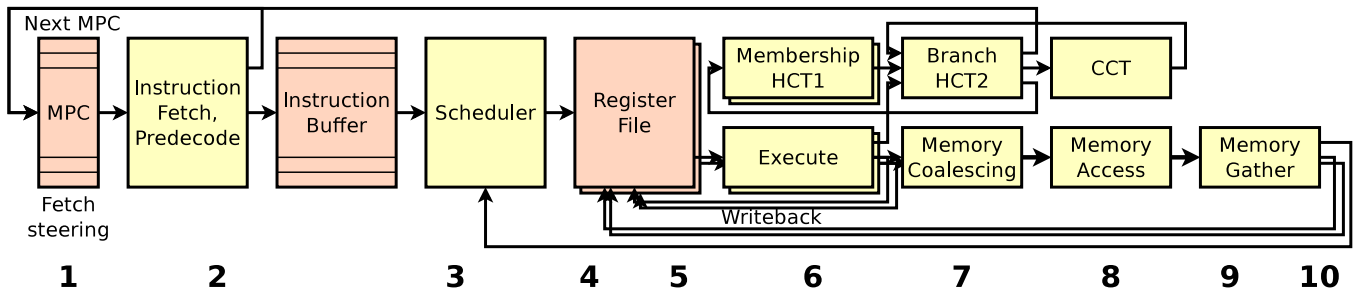 Next MPC
MPC
Fetch
steering
Instruction
Fetch,
Predecode
Instruction
Buffer
Scheduler
Register
File
Membership
HCT1
Branch
HCT2
CCT
Execute
Memory
Coalescing
Memory
Access
Memory
Gather
Writeback
1 2 3 4 5 6 7 8 9 10